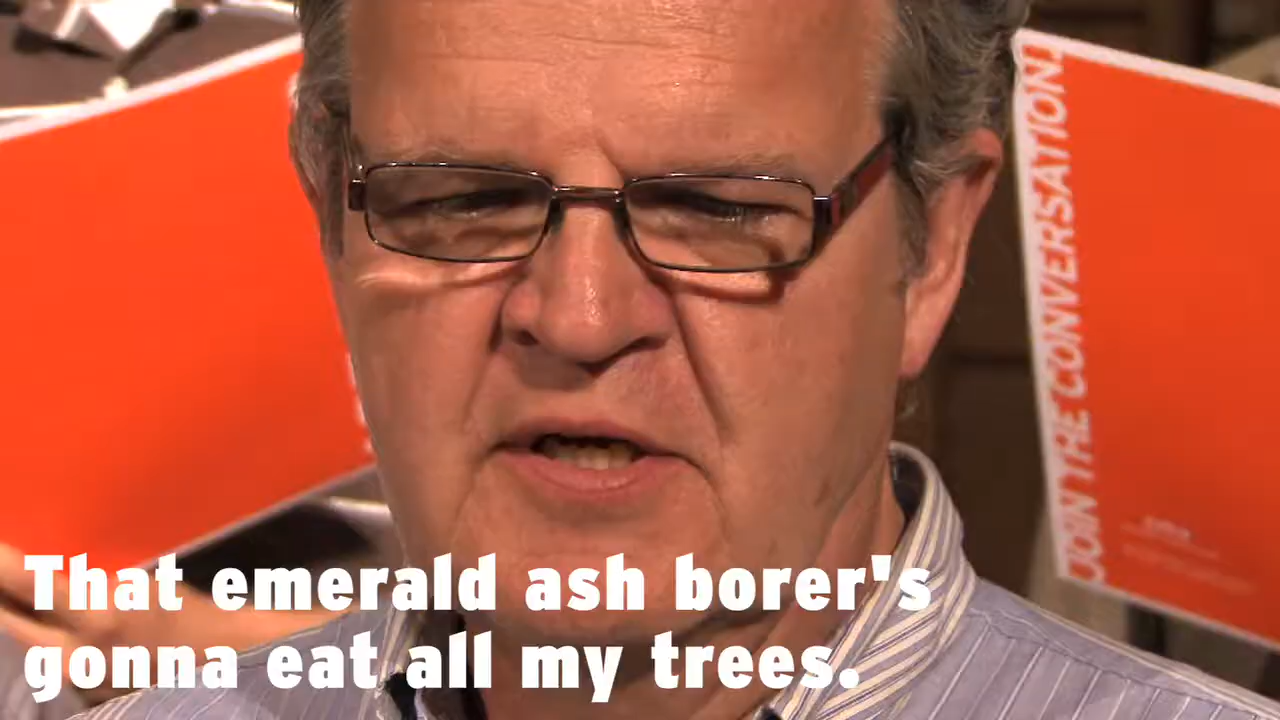 JOIN THE CONVERSATION!
That emerald ash borer's
gonna eat all my trees.